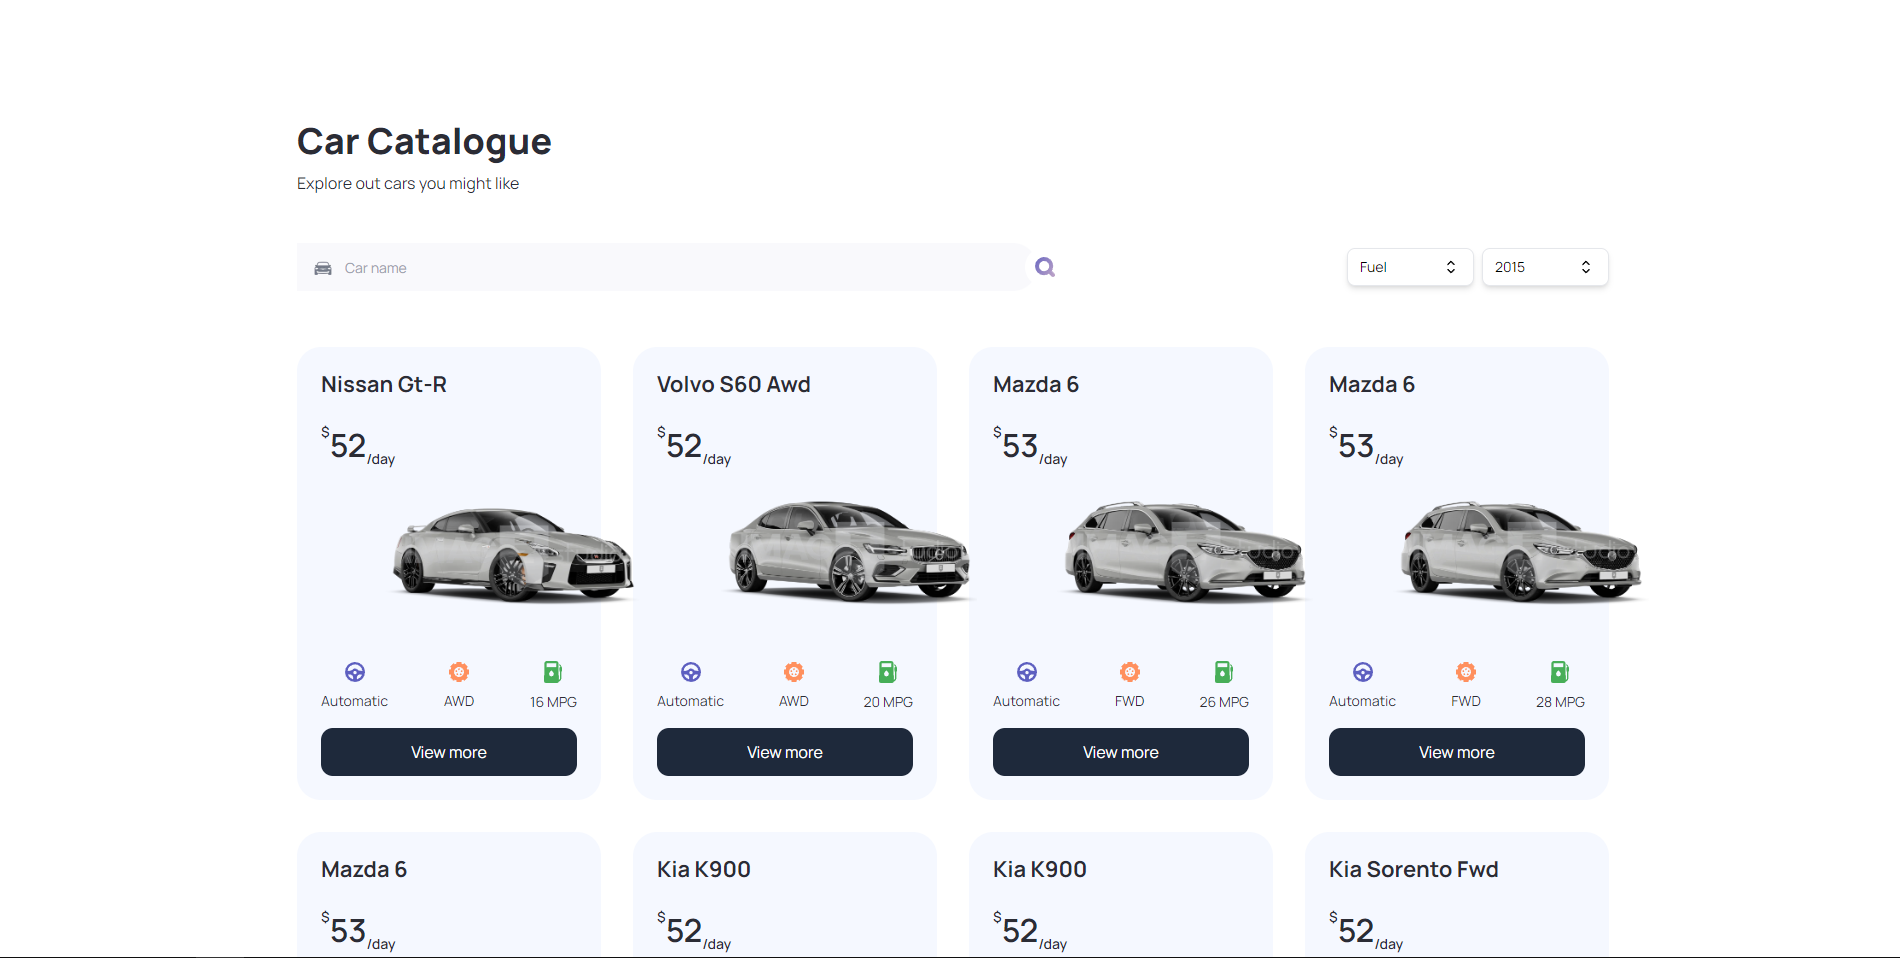 Car Catalogue
Explore out cars you might like
Car name
Fuel
2015
Nissan Gt-R
$52/day
Automatic
AWD
16 MPG
View more
Volvo S60 Awd
$52/day
Automatic
AWD
20 MPG
View more
Mazda 6
$53/day
Automatic
FWD
26 MPG
View more
Mazda 6
$53/day
Automatic
FWD
28 MPG
View more
Mazda 6
$53/day
Kia K900
$52/day
Kia K900
$52/day
Kia Sorento Fwd
$52/day